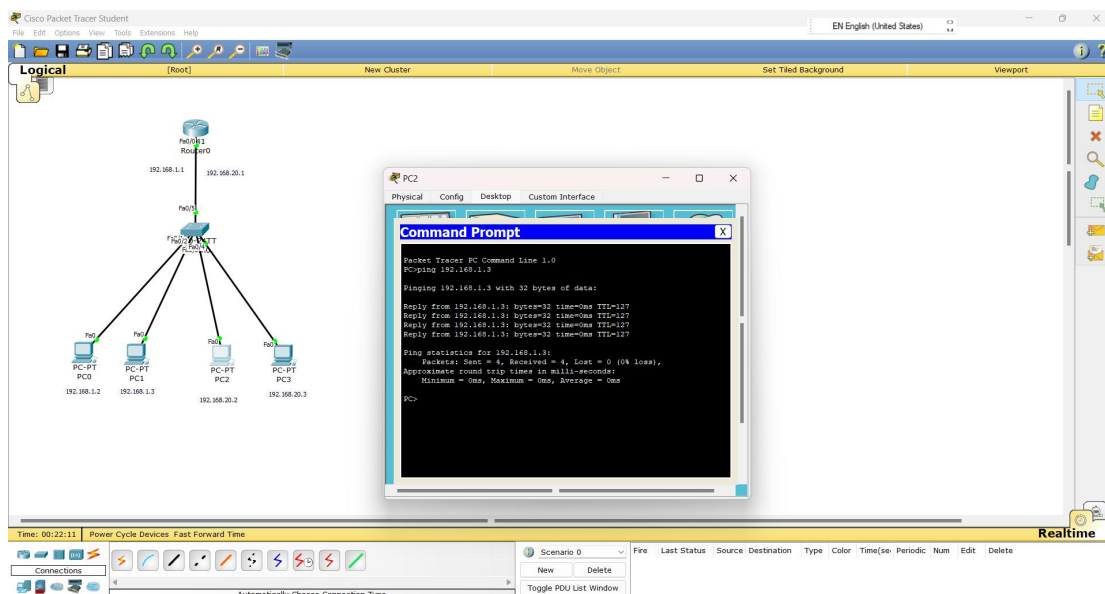 Cisco Packet Tracer Student
EN English (United States)
File Edit Options View Tools Extensions Help
Logical
[Root]
New Cluster
Move Object
Set Tiled Background
Viewport
Router0
192.168.1.1
192.168.20.1
Fa0/5
Fa0
Fa0
Fa0
Fa0
PC-PT
PC0
PC-PT
PC1
PC-PT
PC2
PC-PT
PC3
192.168.1.2
192.168.1.3
192.168.20.2
192.168.20.3
PC2
Physical Config Desktop Custom Interface
Command Prompt
X
Packet Tracer PC Command Line 1.0
PC>ping 192.168.1.3
Pinging 192.168.1.3 with 32 bytes of data:
Reply from 192.168.1.3: bytes=32 time=0ms TTL=127
Reply from 192.168.1.3: bytes=32 time=0ms TTL=127
Reply from 192.168.1.3: bytes=32 time=0ms TTL=127
Reply from 192.168.1.3: bytes=32 time=0ms TTL=127
Ping statistics for 192.168.1.3:
Packets: Sent = 4, Received = 4, Lost = 0 (0% loss),
Approximate round trip times in milli-seconds:
Minimum = 0ms, Maximum = 0ms, Average = 0ms
PC>
Time: 00:22:11 Power Cycle Devices Fast Forward Time
Realtime
Connections
Scenario 0
New Delete
Toggle PDU List Window
Fire Last Status Source Destination Type Color Time(sec Periodic Num Edit Delete
Automatically Choose Connection Type